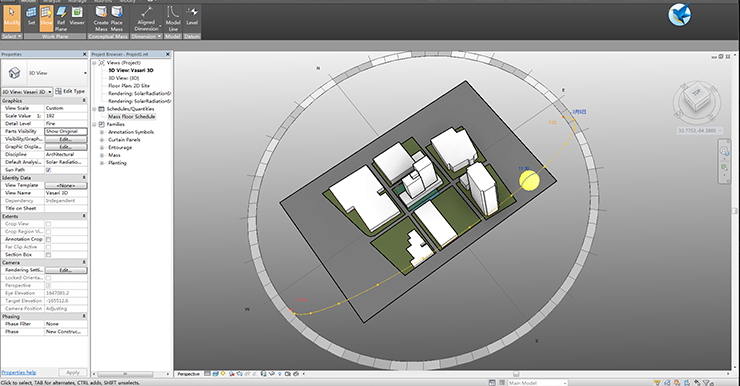 Modify
Set
Show
Ref
Plane
Viewer
Create
Mass
Place
Mass
Aligned
Dimension
Model
Line
Level
Select
Work Plane
Conceptual Mass
Dimension
Model
Datum
Properties
3D View
3D View: Vasari 3D
Edit Type
Graphics
View Scale Custom
Scale Value 1: 192
Detail Level Fine
Parts Visibility Show Original
Visibility/Graph... Edit...
Graphic Displa... Edit...
Discipline Architectural
Default Analysi... Solar Radiatio...
Sun Path
Identity Data
View Template <None>
View Name Vasari 3D
Dependency Independent
Title on Sheet
Extents
Crop View
Crop Region Vi...
Annotation Crop
Far Clip Active
Section Box
Camera
Rendering Setti... Edit...
Locked Orienta...
Perspective
Eye Elevation 1647091.2
Target Elevation -165512.6
Camera Position Adjusting
Phasing
Phase Filter None
Phase New Construc...
Properties help
Apply
Project Browser - Project1.rvt
Views (Project)
3D View: Vasari 3D
3D View: {3D}
Floor Plan: 2D Site
Rendering: SolarRadiation
Rendering: SolarRadiation
Schedules/Quantities
Mass Floor Schedule
Families
Annotation Symbols
Curtain Panels
Entourage
Mass
Planting
N
E
W
TOP
33.7753,-84.3880
Perspective
Click to select, TAB for alternates, CTRL adds, SHIFT unselects.
Main Model